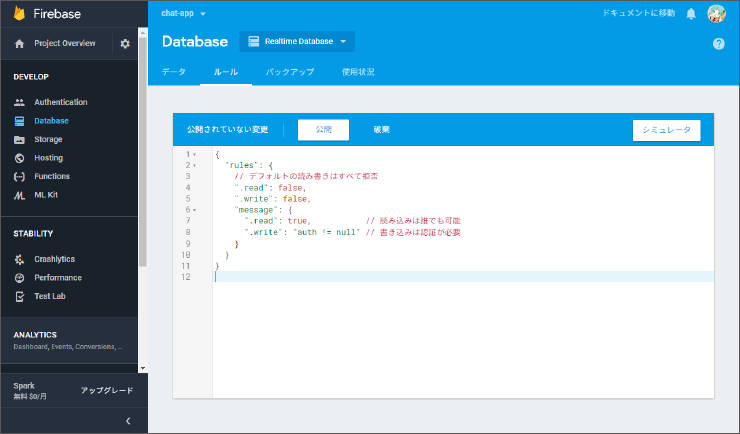 Firebase
chat-app
ドキュメントに移動
Project Overview
Database
Realtime Database
データ
ルール
バックアップ
使用状況
DEVELOP
Authentication
Database
Storage
Hosting
Functions
ML Kit
STABILITY
Crashlytics
Performance
Test Lab
ANALYTICS
Dashboard, Events, Conversions, ...
Spark
無料 $0/月
アップグレード
公開されていない変更
公開
破棄
シミュレータ
1 {
2 "rules": {
3 // デフォルトの読み書きはすべて拒否
4 ".read": false,
5 ".write": false,
6 "message": {
7 ".read": true, // 読み込みは誰でも可能
8 ".write": "auth != null" // 書き込みは認証が必要
9 }
10 }
11 }
12